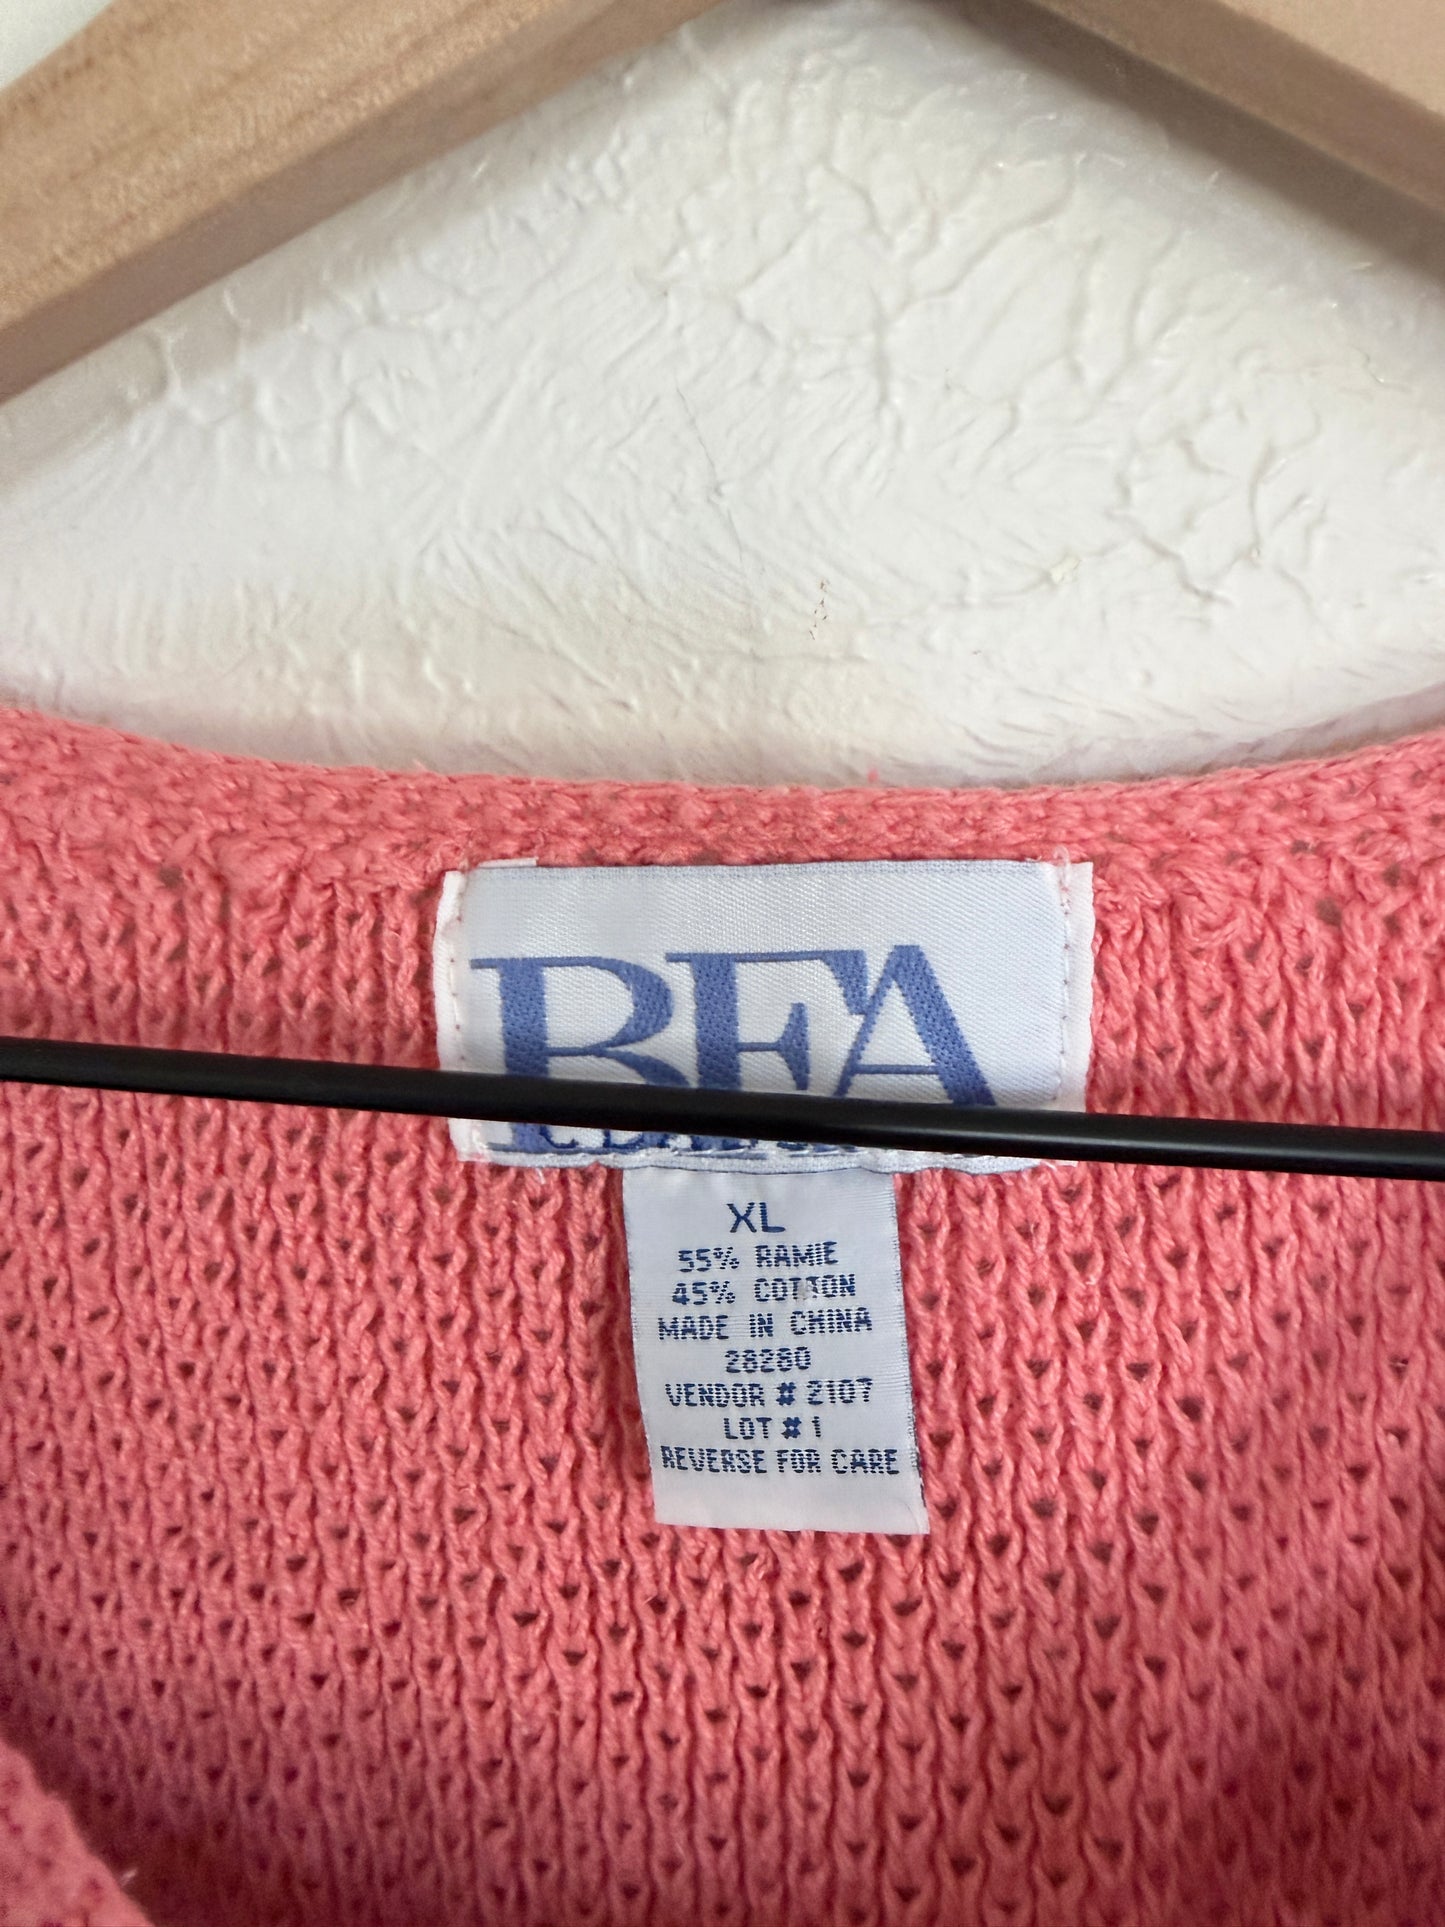 BFA
XL
55% RAMIE
45% COTTON
MADE IN CHINA
28280
VENDOR # 2107
LOT # 1
REVERSE FOR CARE